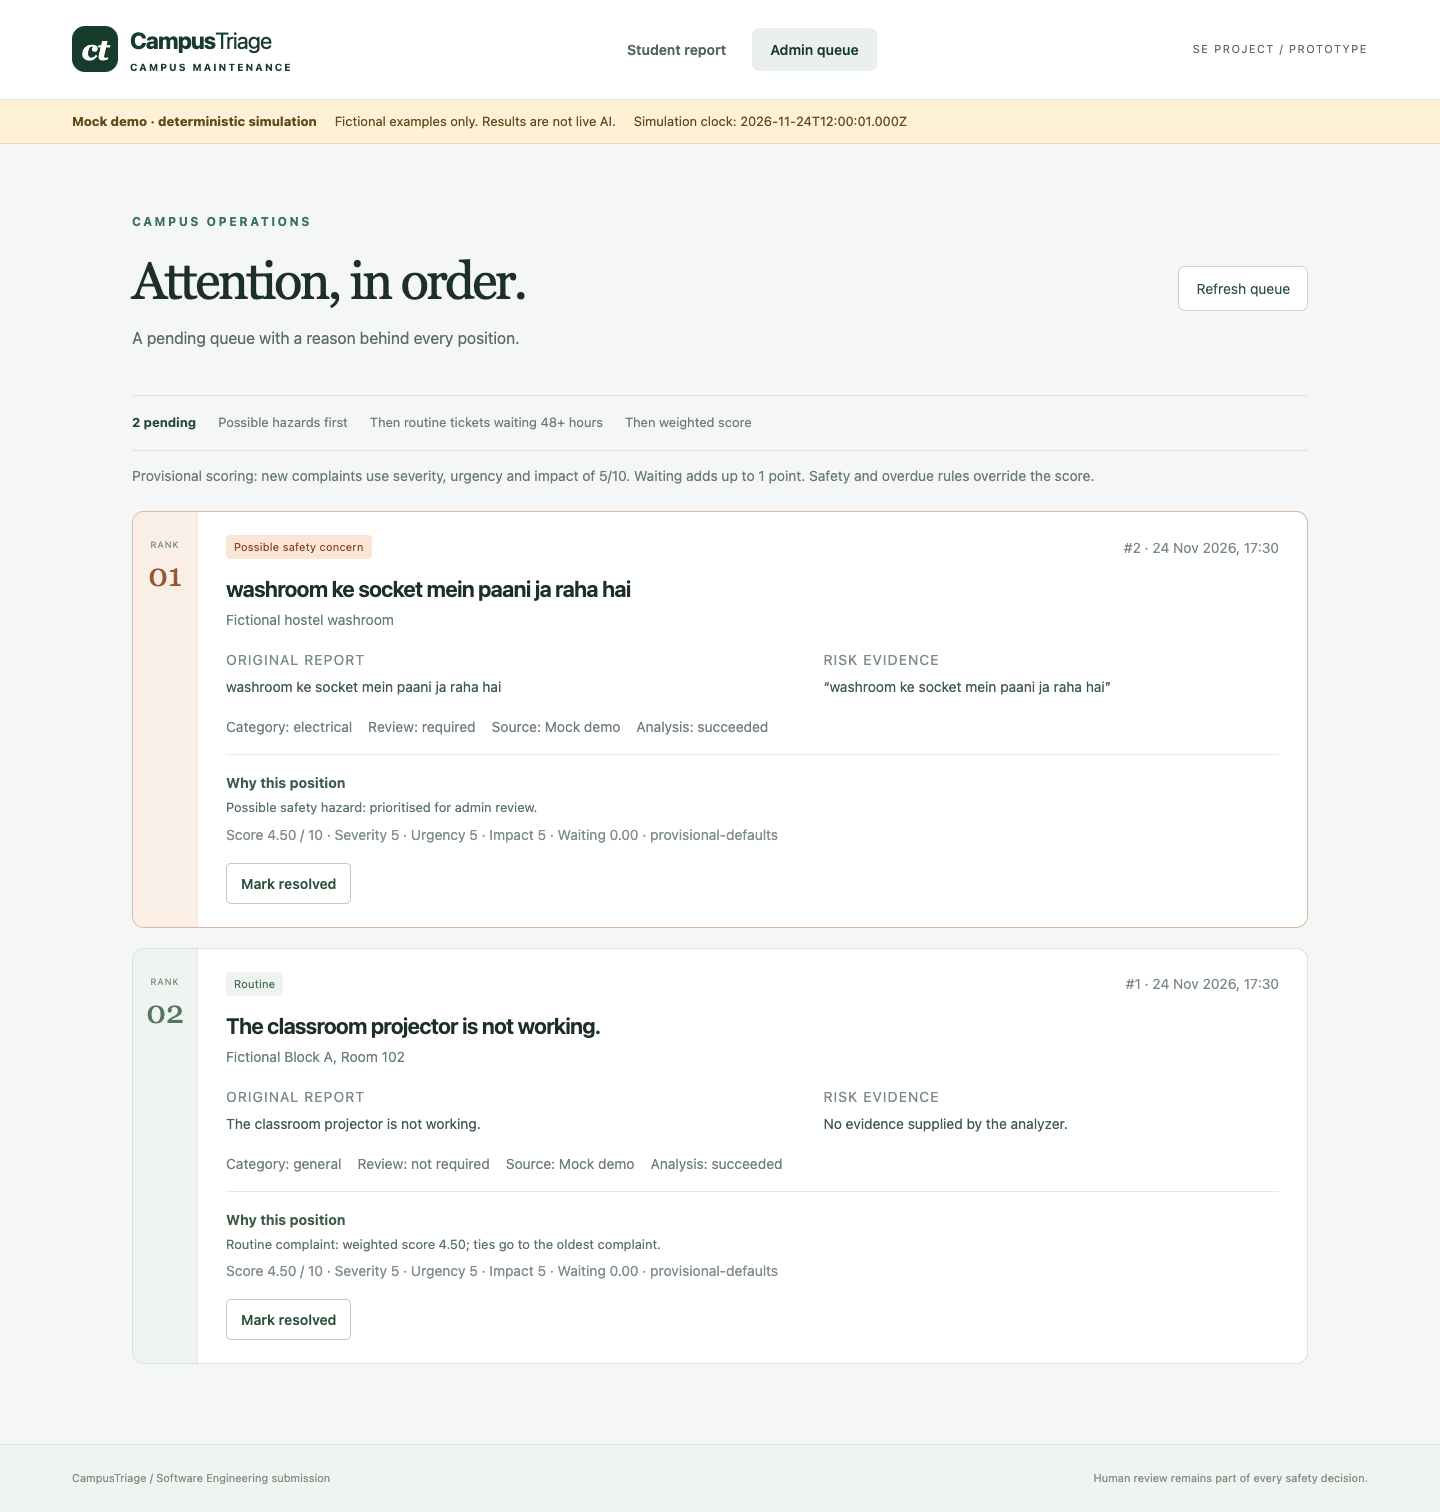 ct
CampusTriage
CAMPUS MAINTENANCE
Student report
Admin queue
SE PROJECT / PROTOTYPE
Mock demo · deterministic simulation Fictional examples only. Results are not live AI. Simulation clock: 2026-11-24T12:00:01.000Z
CAMPUS OPERATIONS
Attention, in order.
Refresh queue
A pending queue with a reason behind every position.
2 pending Possible hazards first Then routine tickets waiting 48+ hours Then weighted score
Provisional scoring: new complaints use severity, urgency and impact of 5/10. Waiting adds up to 1 point. Safety and overdue rules override the score.
RANK
01
Possible safety concern
#2 · 24 Nov 2026, 17:30
washroom ke socket mein paani ja raha hai
Fictional hostel washroom
ORIGINAL REPORT
washroom ke socket mein paani ja raha hai
RISK EVIDENCE
“washroom ke socket mein paani ja raha hai”
Category: electrical Review: required Source: Mock demo Analysis: succeeded
Why this position
Possible safety hazard: prioritised for admin review.
Score 4.50 / 10 · Severity 5 · Urgency 5 · Impact 5 · Waiting 0.00 · provisional-defaults
Mark resolved
RANK
02
Routine
#1 · 24 Nov 2026, 17:30
The classroom projector is not working.
Fictional Block A, Room 102
ORIGINAL REPORT
The classroom projector is not working.
RISK EVIDENCE
No evidence supplied by the analyzer.
Category: general Review: not required Source: Mock demo Analysis: succeeded
Why this position
Routine complaint: weighted score 4.50; ties go to the oldest complaint.
Score 4.50 / 10 · Severity 5 · Urgency 5 · Impact 5 · Waiting 0.00 · provisional-defaults
Mark resolved
CampusTriage / Software Engineering submission
Human review remains part of every safety decision.